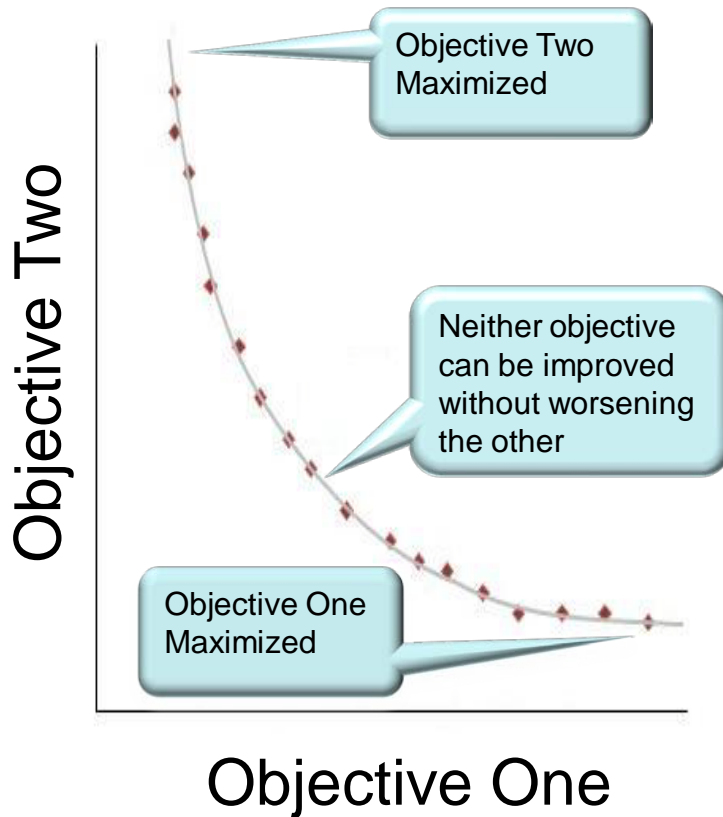 Objective Two
Maximized
Objective Two
Neither objective
can be improved
without worsening
the other
Objective One
Maximized
Objective One